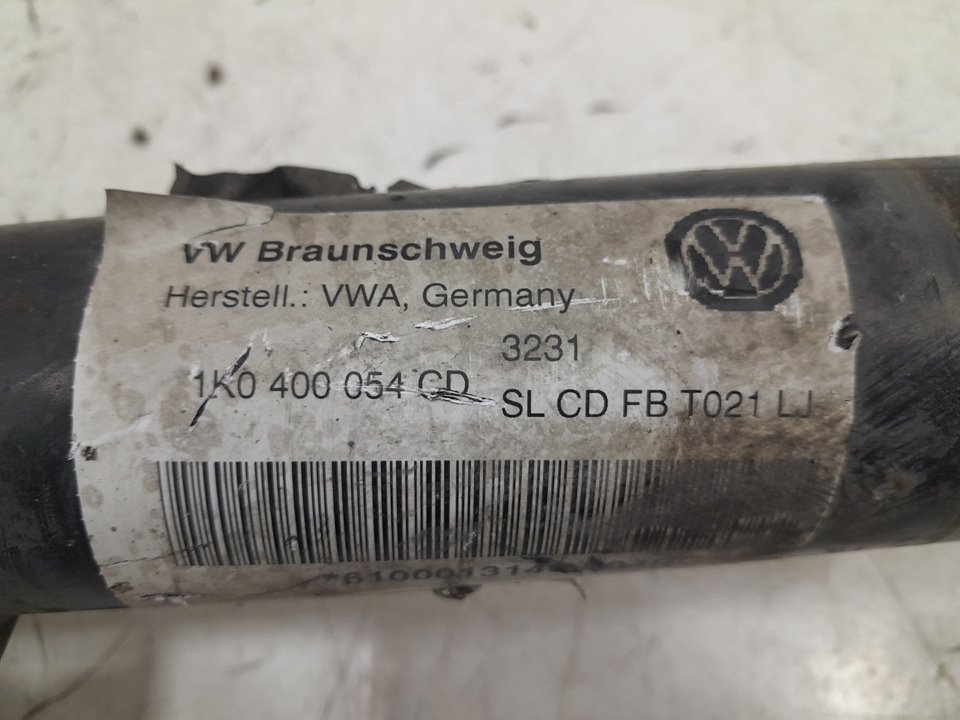 VW Braunschweig
Herstell.: VWA, Germany
3231
1K0 400 054 CD
SL CD FB T021 LJ